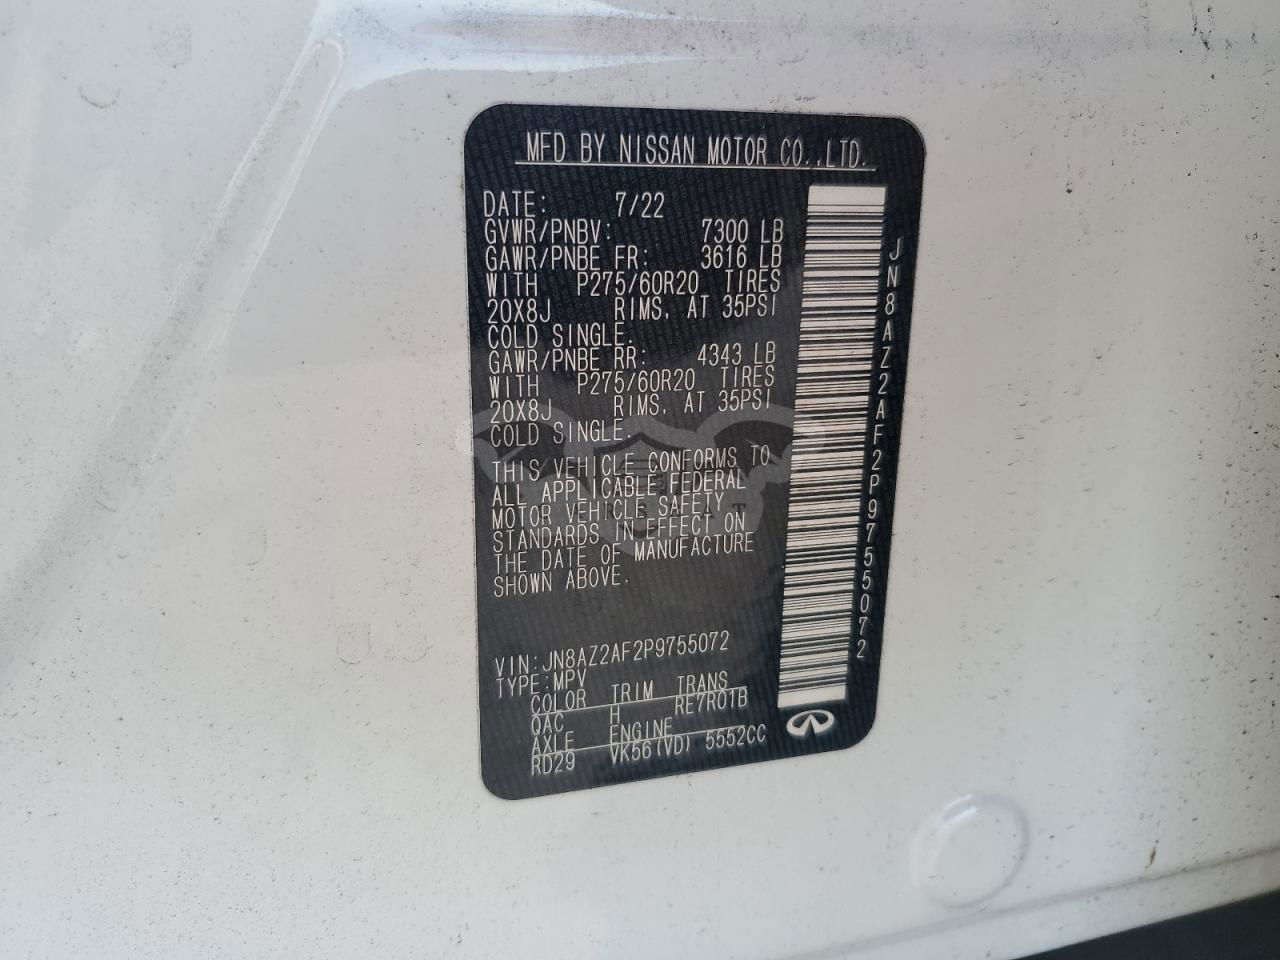 MFD BY NISSAN MOTOR CO.,LTD.
DATE: 7/22
GVWR/PNBV: 7300 LB
GAWR/PNBE FR: 3616 LB
WITH P275/60R20 TIRES
20X8J RIMS, AT 35PSI
COLD SINGLE.
GAWR/PNBE RR: 4343 LB
WITH P275/60R20 TIRES
20X8J RIMS, AT 35PSI
COLD SINGLE.
THIS VEHICLE CONFORMS TO
ALL APPLICABLE FEDERAL
MOTOR VEHICLE SAFETY
STANDARDS IN EFFECT ON
THE DATE OF MANUFACTURE
SHOWN ABOVE.
VIN:JN8AZ2AF2P9755072
TYPE:MPV
COLOR TRIM TRANS
QAC H RE7R01B
AXLE ENGINE
RD29 VK56(VD) 5552CC
JN8AZ2AF2P9755072